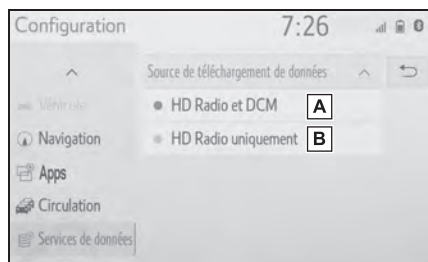 Configuration 7:26
Source de téléchargement de données
Véhicule
HD Radio et DCM A
Navigation
HD Radio uniquement B
Apps
Circulation
Services de données